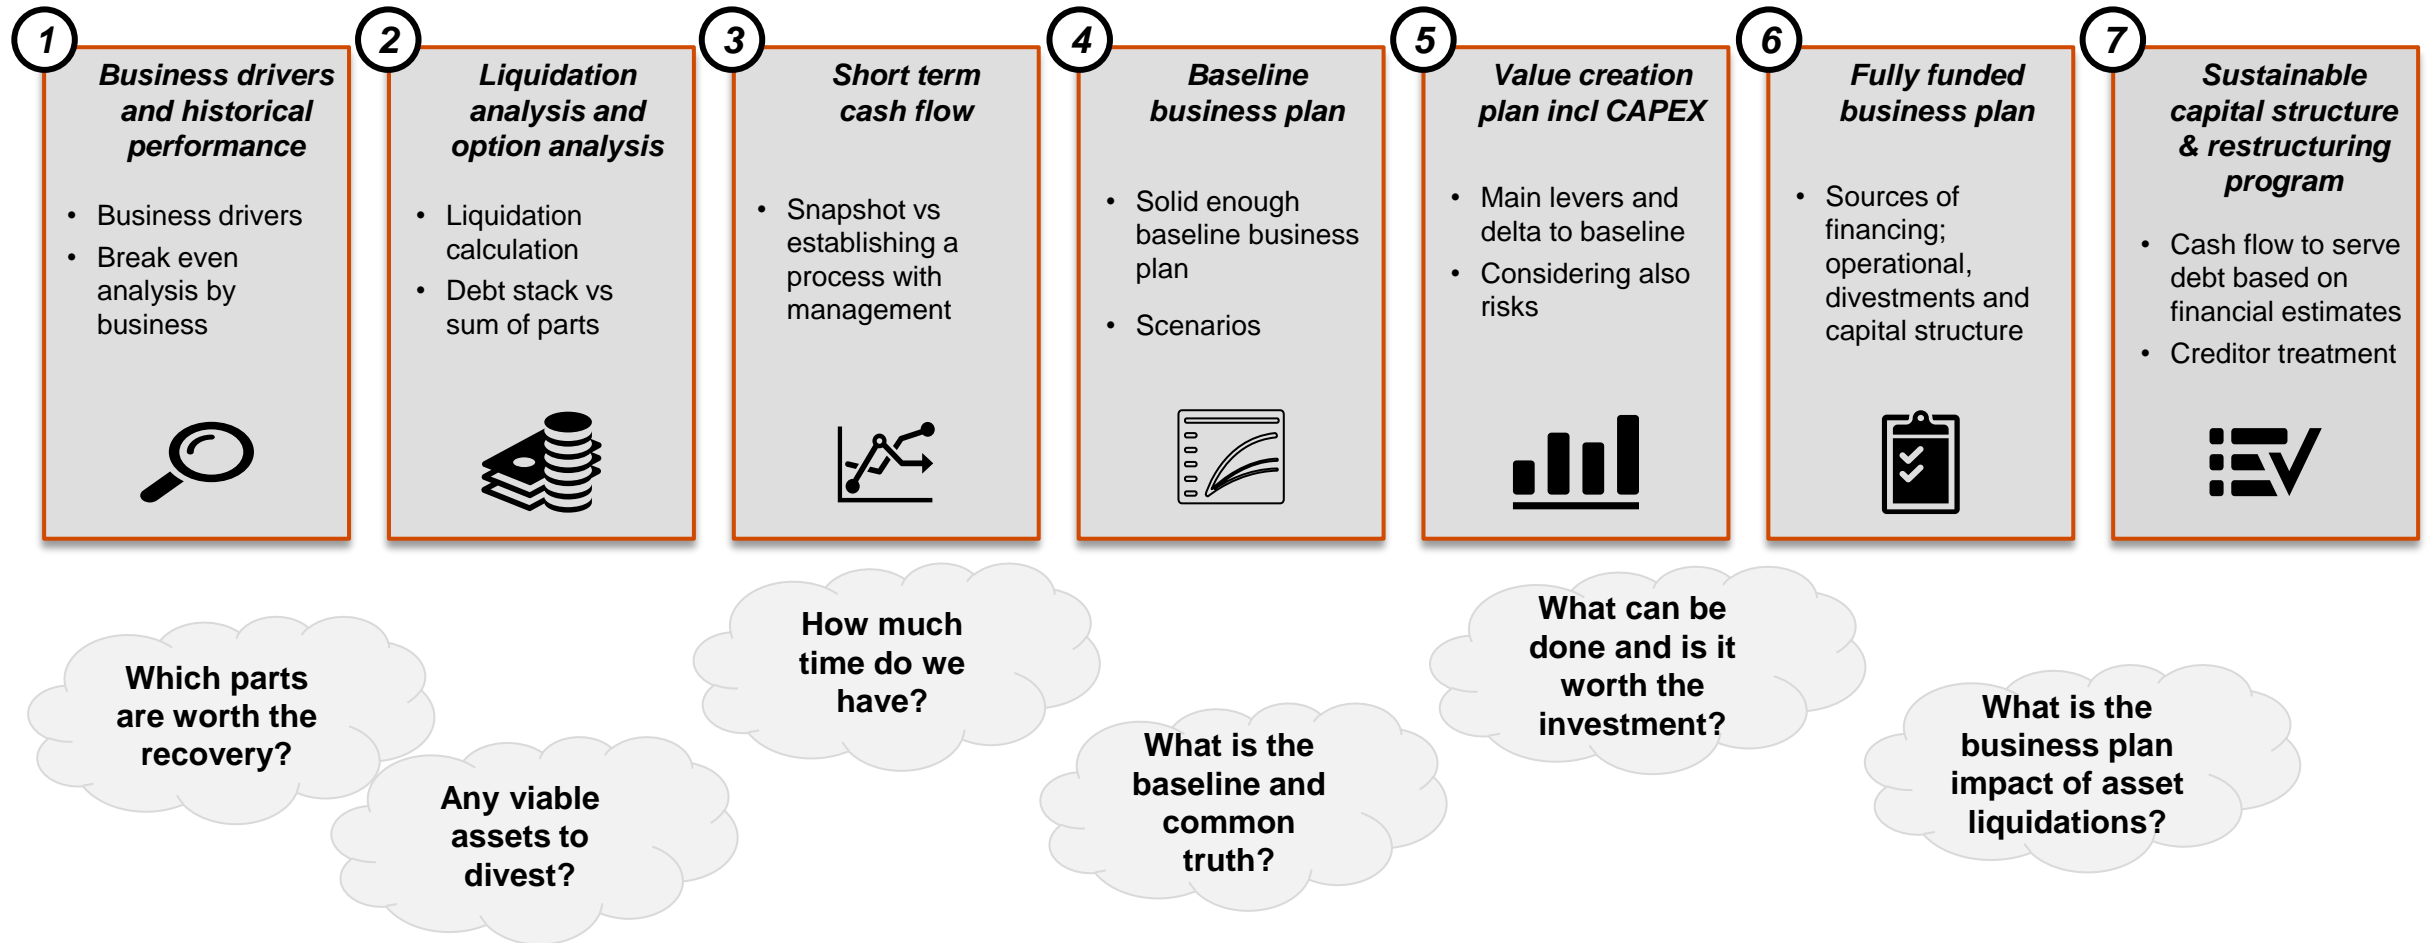 1
Business drivers
and historical
performance
• Business drivers
• Break even
analysis by
business
2
Liquidation
analysis and
option analysis
• Liquidation
calculation
• Debt stack vs
sum of parts
3
Short term
cash flow
• Snapshot vs
establishing a
process with
management
4
Baseline
business plan
• Solid enough
baseline business
plan
• Scenarios
5
Value creation
plan incl CAPEX
• Main levers and
delta to baseline
• Considering also
risks
6
Fully funded
business plan
• Sources of
financing;
operational,
divestments and
capital structure
7
Sustainable
capital structure
& restructuring
program
• Cash flow to serve
debt based on
financial estimates
• Creditor treatment
Which parts
are worth the
recovery?
Any viable
assets to
divest?
How much
time do we
have?
What is the
baseline and
common
truth?
What can be
done and is it
worth the
investment?
What is the
business plan
impact of asset
liquidations?